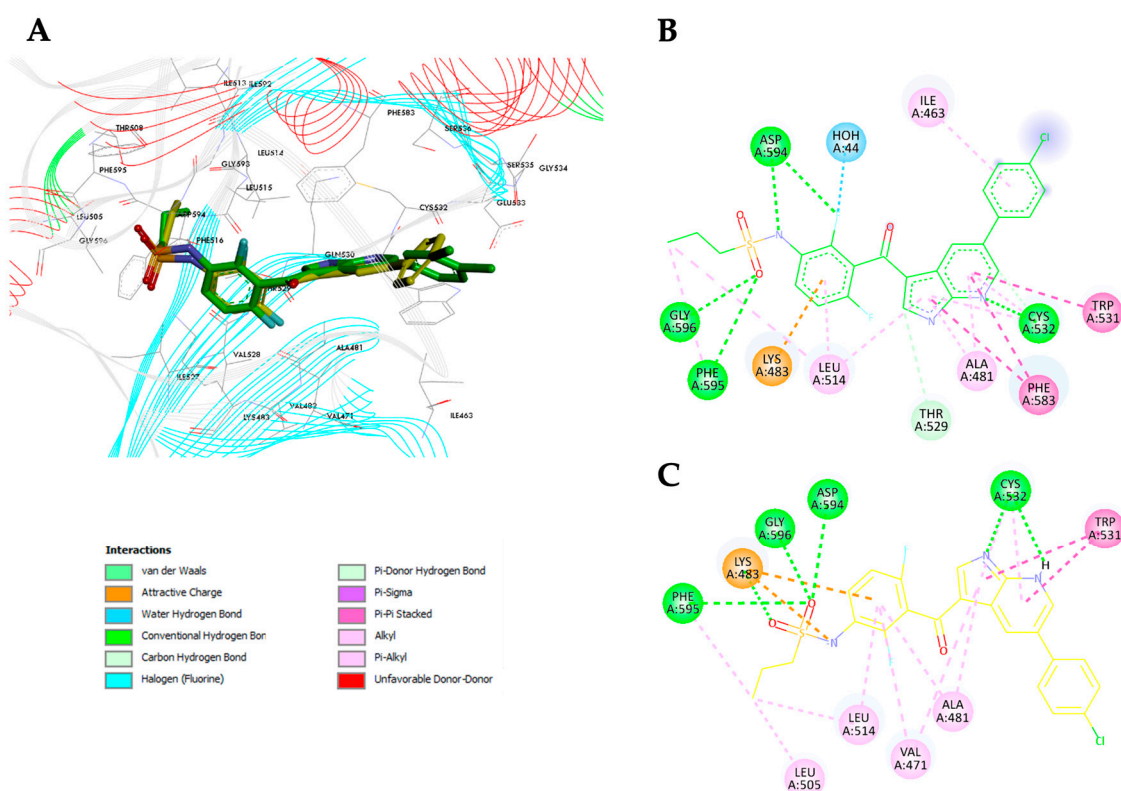 A
ILE513
ILE592
THR508
PHE583
SER536
LEU514
PHE595
GLY593
SER535
GLY534
LEU515
LEU505
ASP594
CYS532
GLU533
GLY596
PHE516
GLN530
THR529
VAL528
ALA481
ILE527
LYS483
VAL482
VAL471
ILE463
Interactions
van der Waals
Attractive Charge
Water Hydrogen Bond
Conventional Hydrogen Bon
Carbon Hydrogen Bond
Halogen (Fluorine)
Pi-Donor Hydrogen Bond
Pi-Sigma
Pi-Pi Stacked
Alkyl
Pi-Alkyl
Unfavorable Donor-Donor
B
ILE
A:463
ASP
A:594
HOH
A:44
Cl
O
N
S
O
O
F
N
N
GLY
A:596
PHE
A:595
LYS
A:483
LEU
A:514
ALA
A:481
PHE
A:583
CYS
A:532
TRP
A:531
THR
A:529
C
ASP
A:594
GLY
A:596
LYS
A:483
PHE
A:595
CYS
A:532
TRP
A:531
N
H
N
O
O
S
N
O
Cl
LEU
A:514
ALA
A:481
VAL
A:471
LEU
A:505